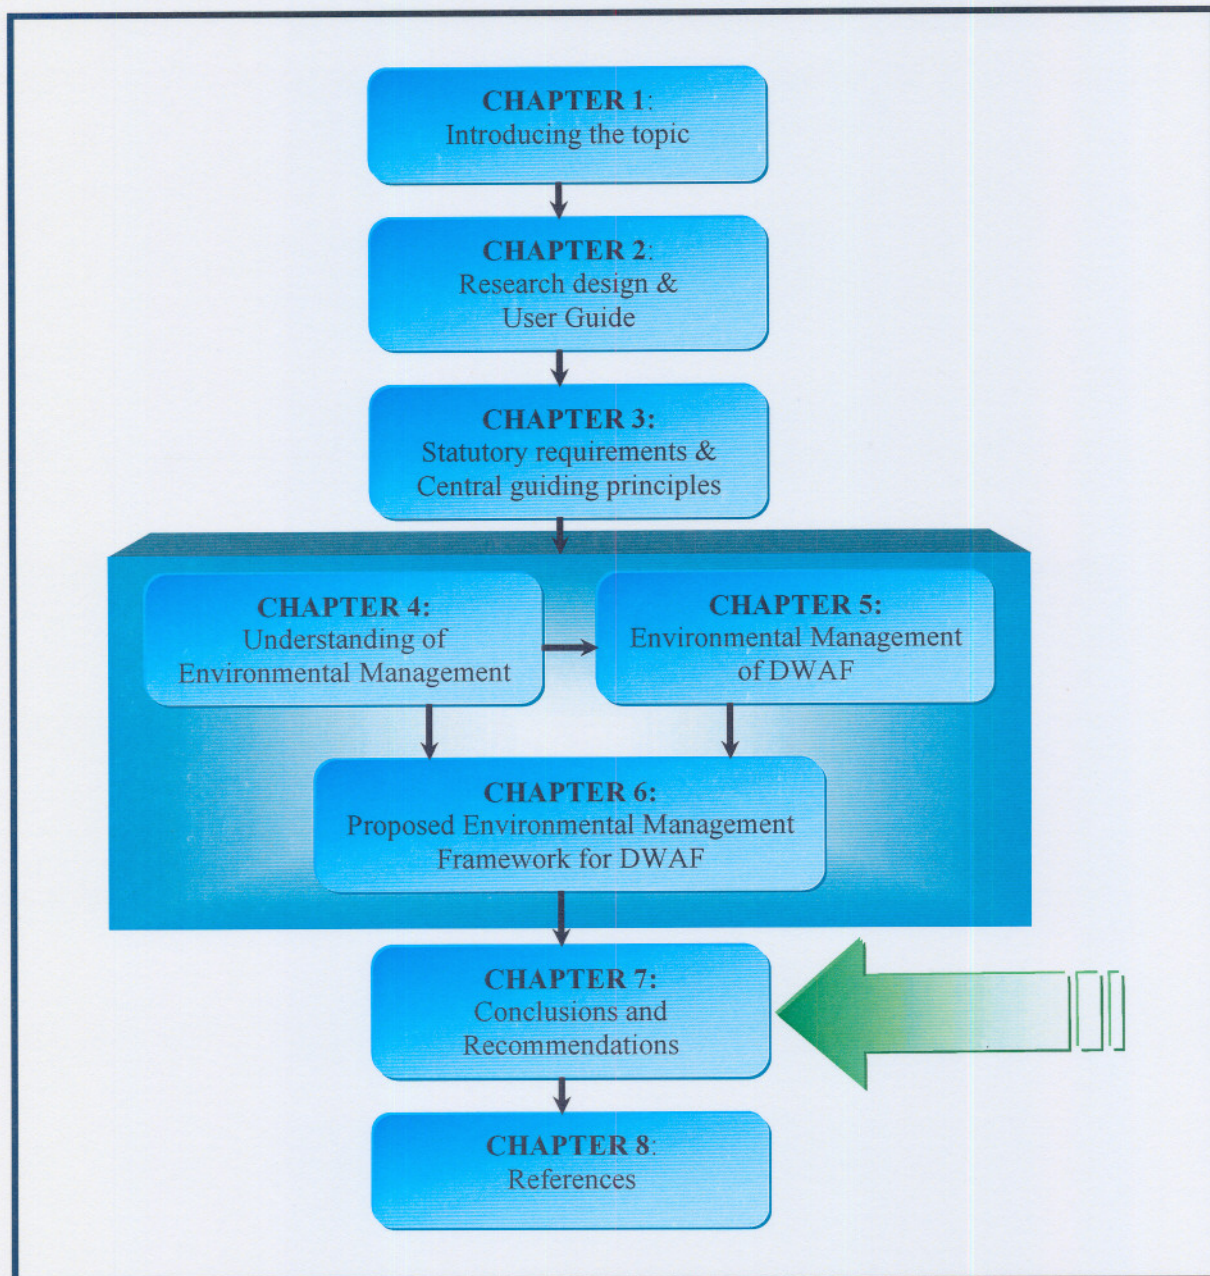 CHAPTER 1:
Introducing the topic
CHAPTER 2:
Research design &
User Guide
CHAPTER 3:
Statutory requirements &
Central guiding principles
CHAPTER 4:
Understanding of
Environmental Management
CHAPTER 5:
Environmental Management
of DWAF
CHAPTER 6:
Proposed Environmental Management
Framework for DWAF
CHAPTER 7:
Conclusions and
Recommendations
CHAPTER 8:
References